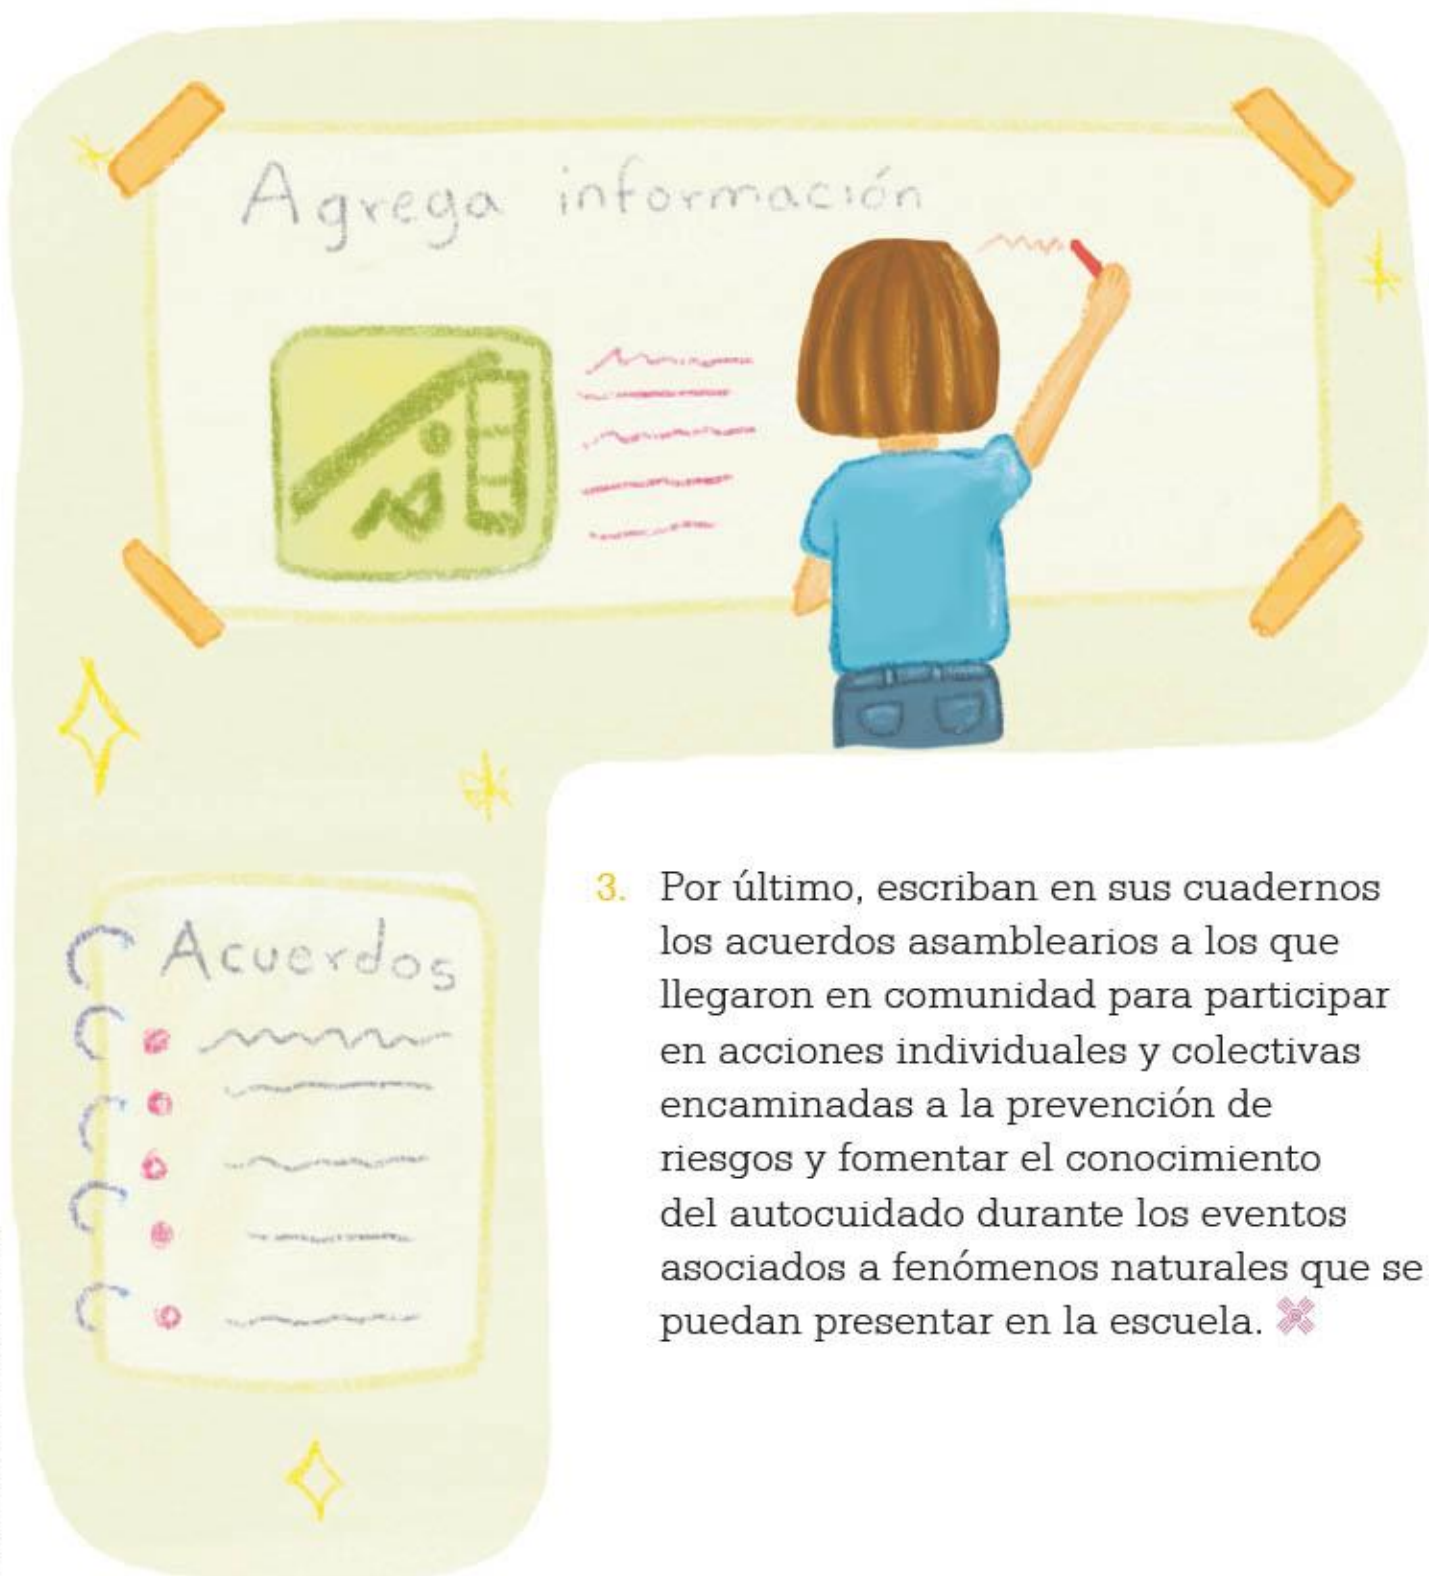 Agrega información
Acuerdos
3. Por último, escriban en sus cuadernos
los acuerdos asamblearios a los que
llegaron en comunidad para participar
en acciones individuales y colectivas
encaminadas a la prevención de
riesgos y fomentar el conocimiento
del autocuidado durante los eventos
asociados a fenómenos naturales que se
puedan presentar en la escuela.